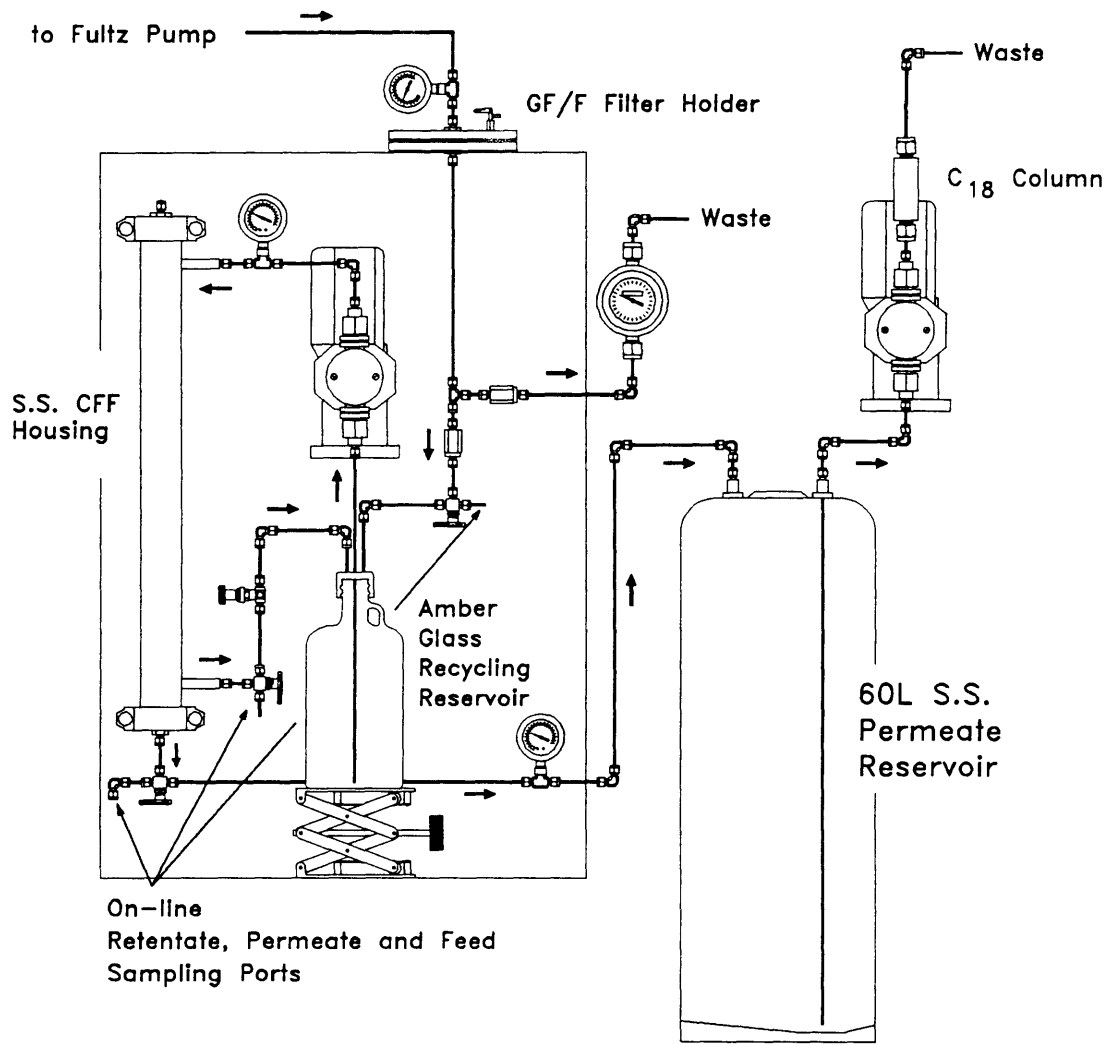 to Fultz Pump
GF/F Filter Holder
Waste
C18 Column
Waste
S.S. CFF
Housing
Amber
Glass
Recycling
Reservoir
60L S.S.
Permeate
Reservoir
On-line
Retentate, Permeate and Feed
Sampling Ports